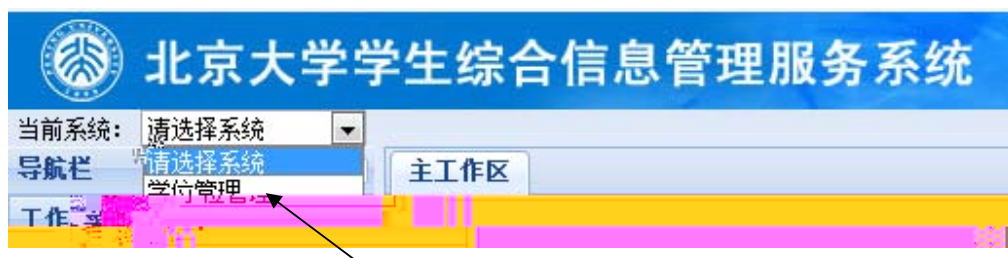 北京大学学生综合信息管理服务系统
当前系统： 请选择系统
导航栏 请选择系统 主工作区
学位管理
工作